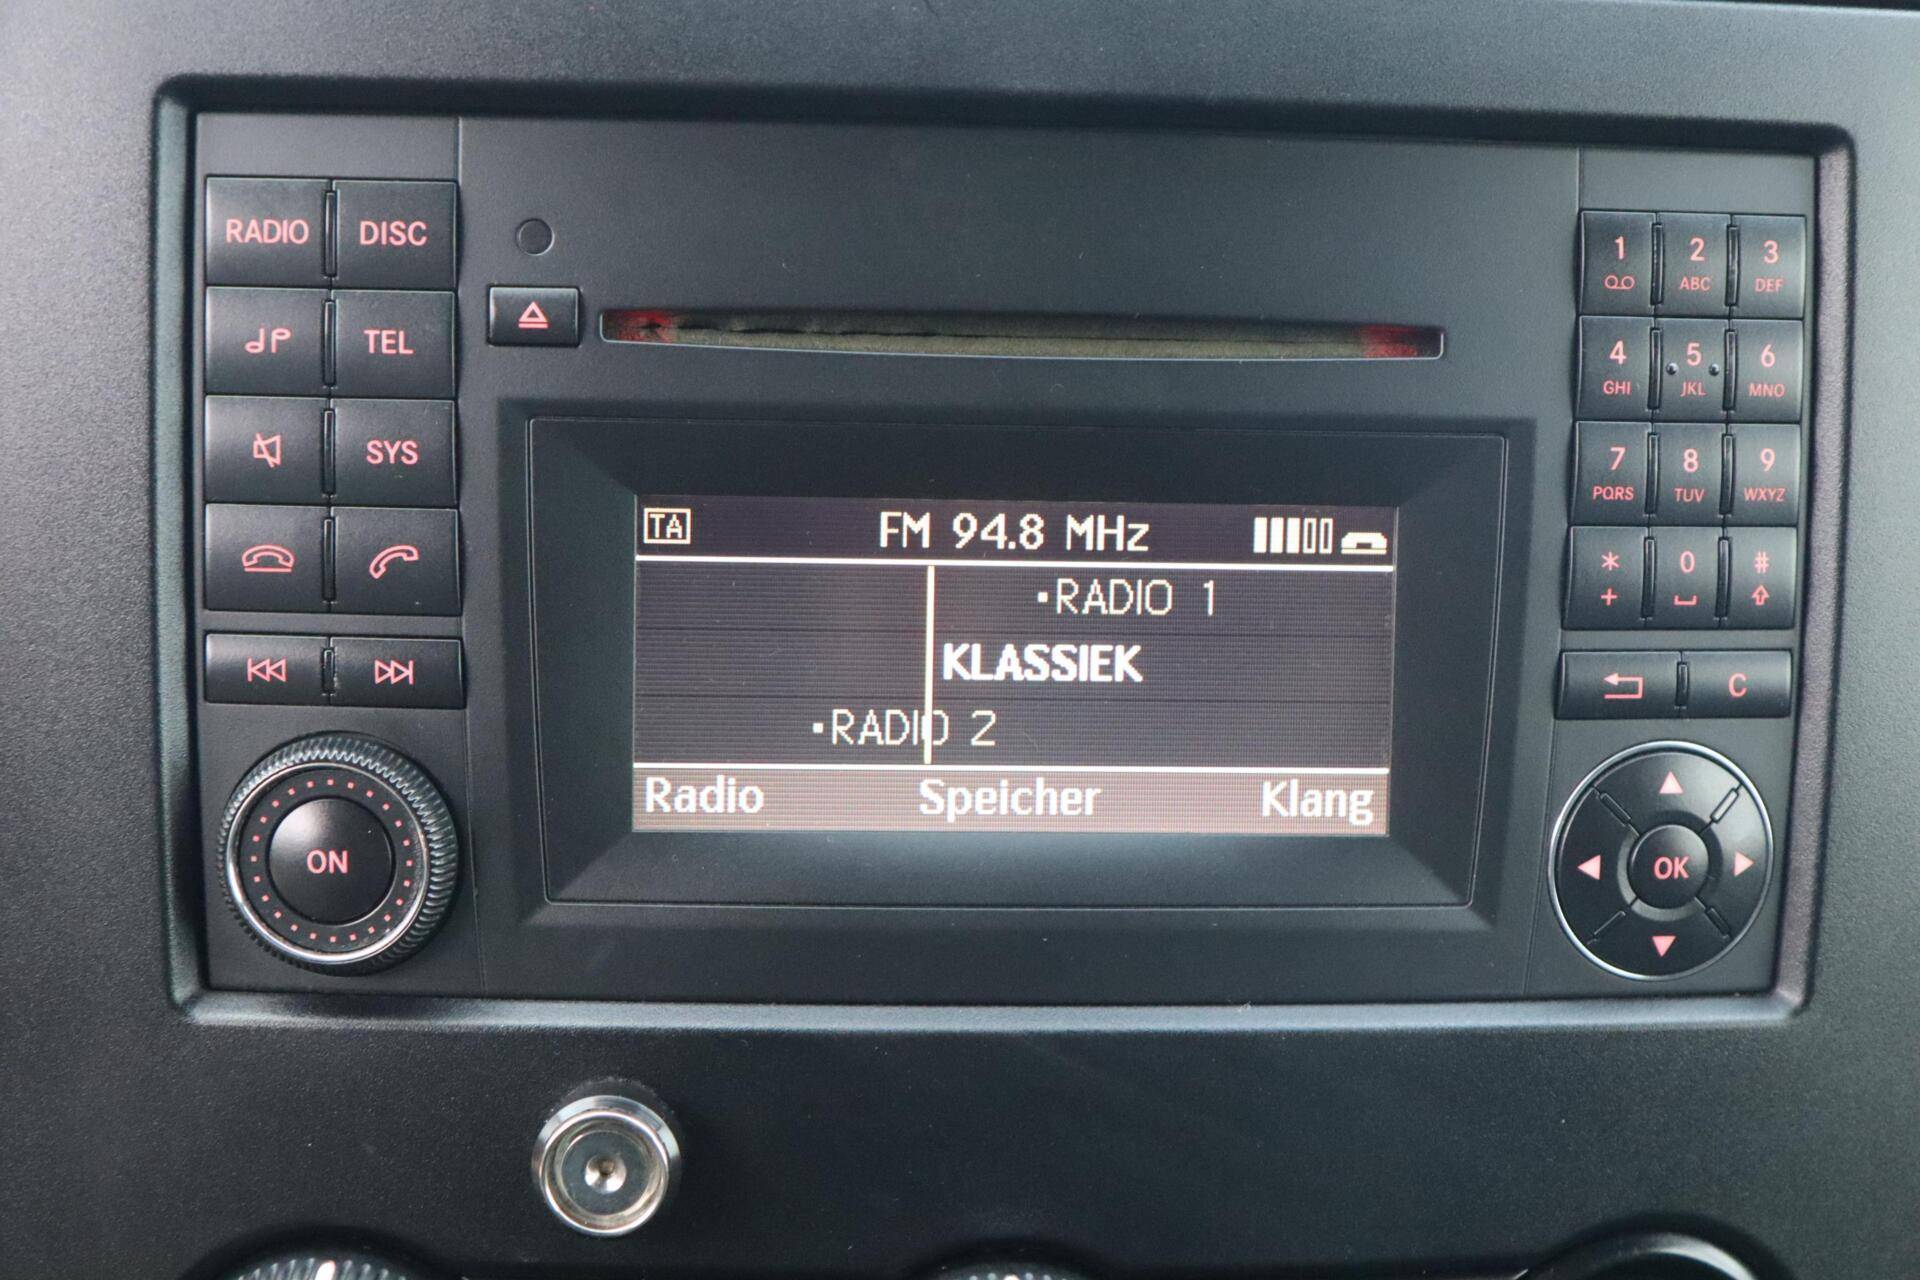 RADIO DISC
TEL
SYS
ON
TA FM 94.8 MHz
·RADIO 1
KLASSIEK
·RADIO 2
Radio Speicher Klang
1 2 3
ABC DEF
4 5 6
GHI JKL MNO
7 8 9
PQRS TUV WXYZ
* 0 #
+
C
OK